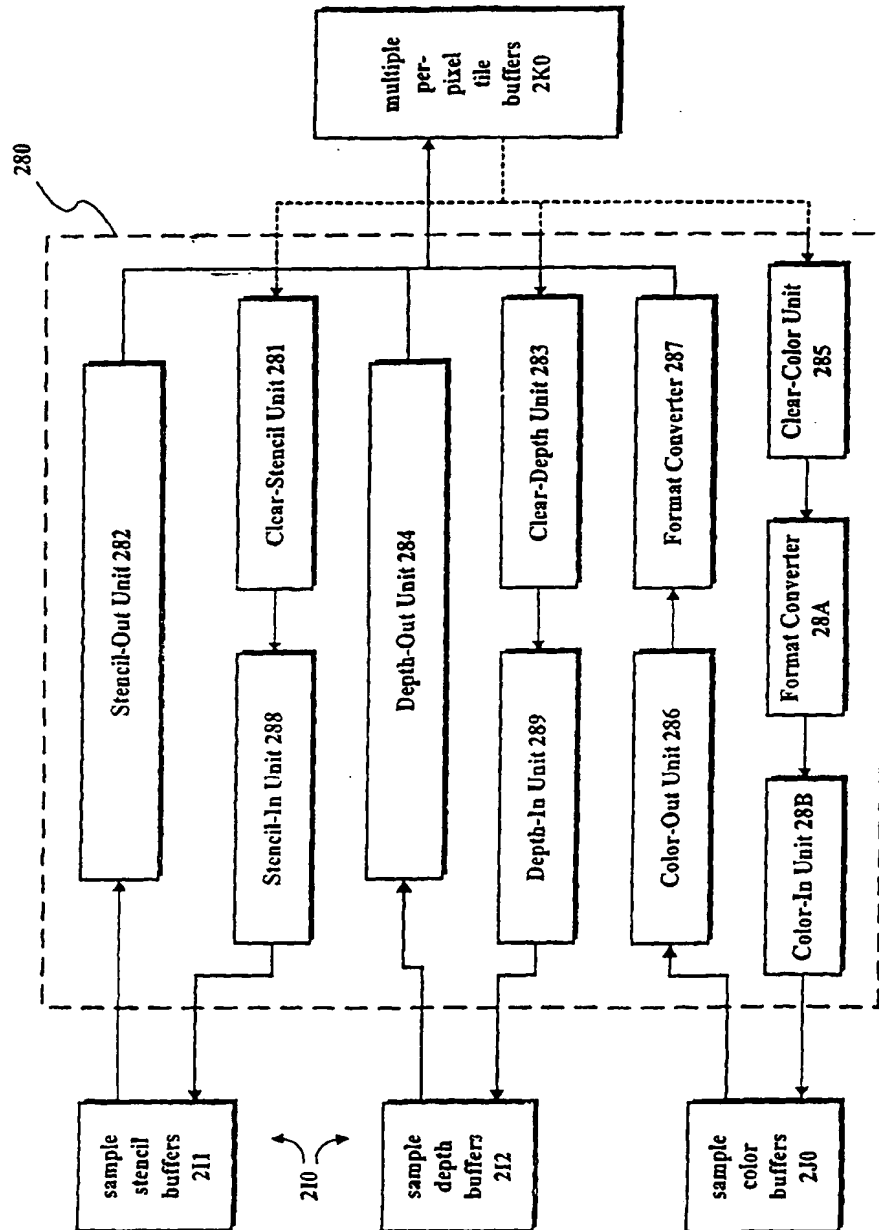 multiple
per-
pixel
tile
buffers
2K0
280
Stencil-Out Unit 282
Clear-Stencil Unit 281
Stencil-In Unit 288
Depth-Out Unit 284
Clear-Depth Unit 283
Depth-In Unit 289
Format Converter 287
Color-Out Unit 286
Clear-Color Unit
285
Format Converter
28A
Color-In Unit 28B
sample
stencil
buffers
2I1
2I0
sample
depth
buffers
2I2
sample
color
buffers
2J0